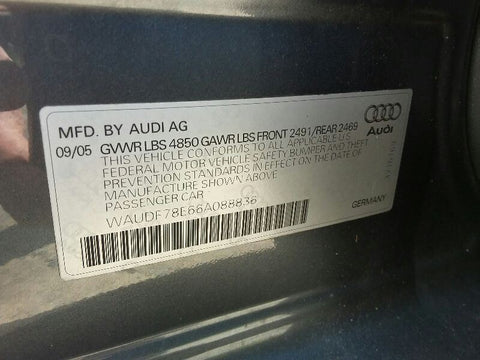 MFD. BY AUDI AG
09/05 GVWR LBS 4850 GAWR LBS FRONT 2491/REAR 2469
THIS VEHICLE CONFORMS TO ALL APPLICABLE U.S.
FEDERAL MOTOR VEHICLE SAFETY BUMPER AND THEFT
PREVENTION STANDARDS IN EFFECT ON THE DATE OF
MANUFACTURE SHOWN ABOVE
PASSENGER CAR
WAUDF78E66A088836
Audi
GERMANY